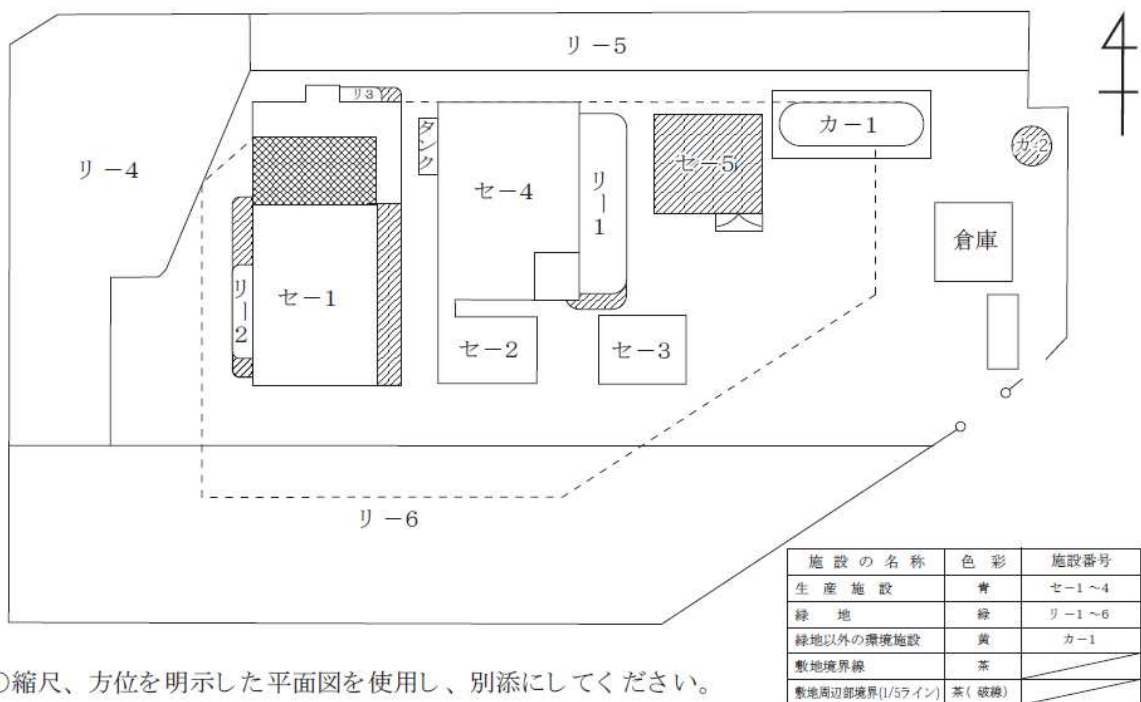 リ－5
リ3
カ－1
カ-2
タンク
リ－4
セ－4
リ－1
セ－5
倉庫
リ－2
セ－1
セ－2
セ－3
リ－6
施設の名称 色彩 施設番号
生産施設 青 セ－1～4
緑地 緑 リ－1～6
緑地以外の環境施設 黄 カ－1
敷地境界線 茶
敷地周辺部境界(1/5ライン) 茶(破線)
○縮尺、方位を明示した平面図を使用し、別添にしてください。